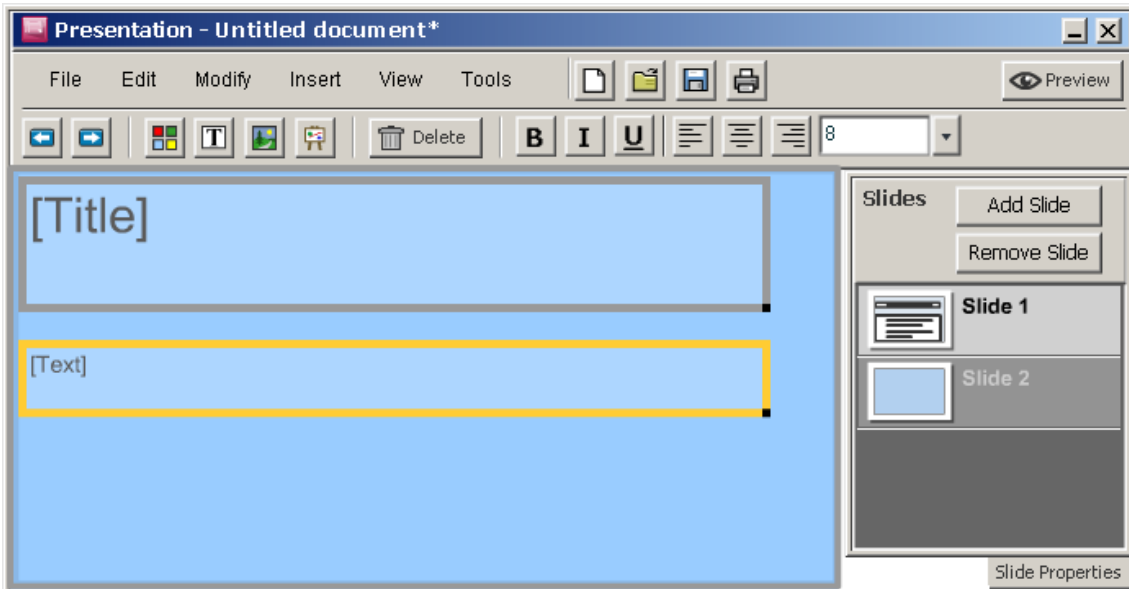 Presentation - Untitled document*
File Edit Modify Insert View Tools Preview
T Delete B I U 8
[Title]
[Text]
Slides Add Slide
Remove Slide
Slide 1
Slide 2
Slide Properties